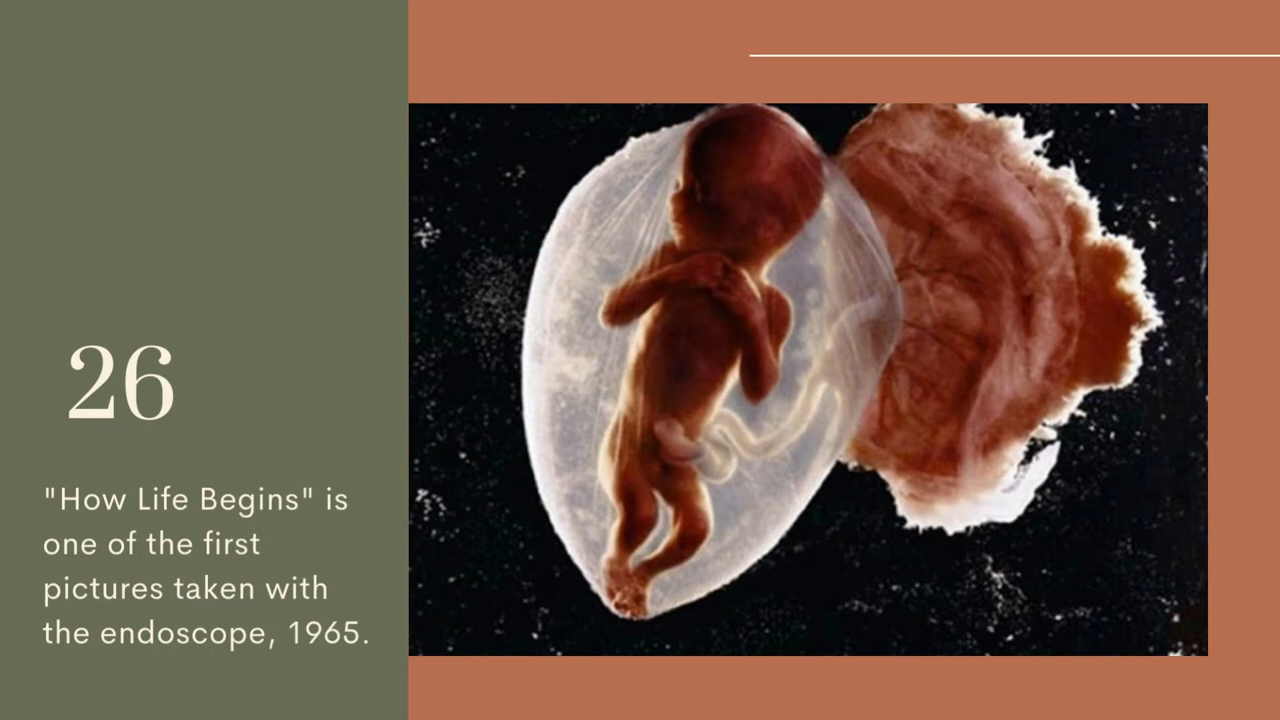 26
"How Life Begins" is
one of the first
pictures taken with
the endoscope, 1965.